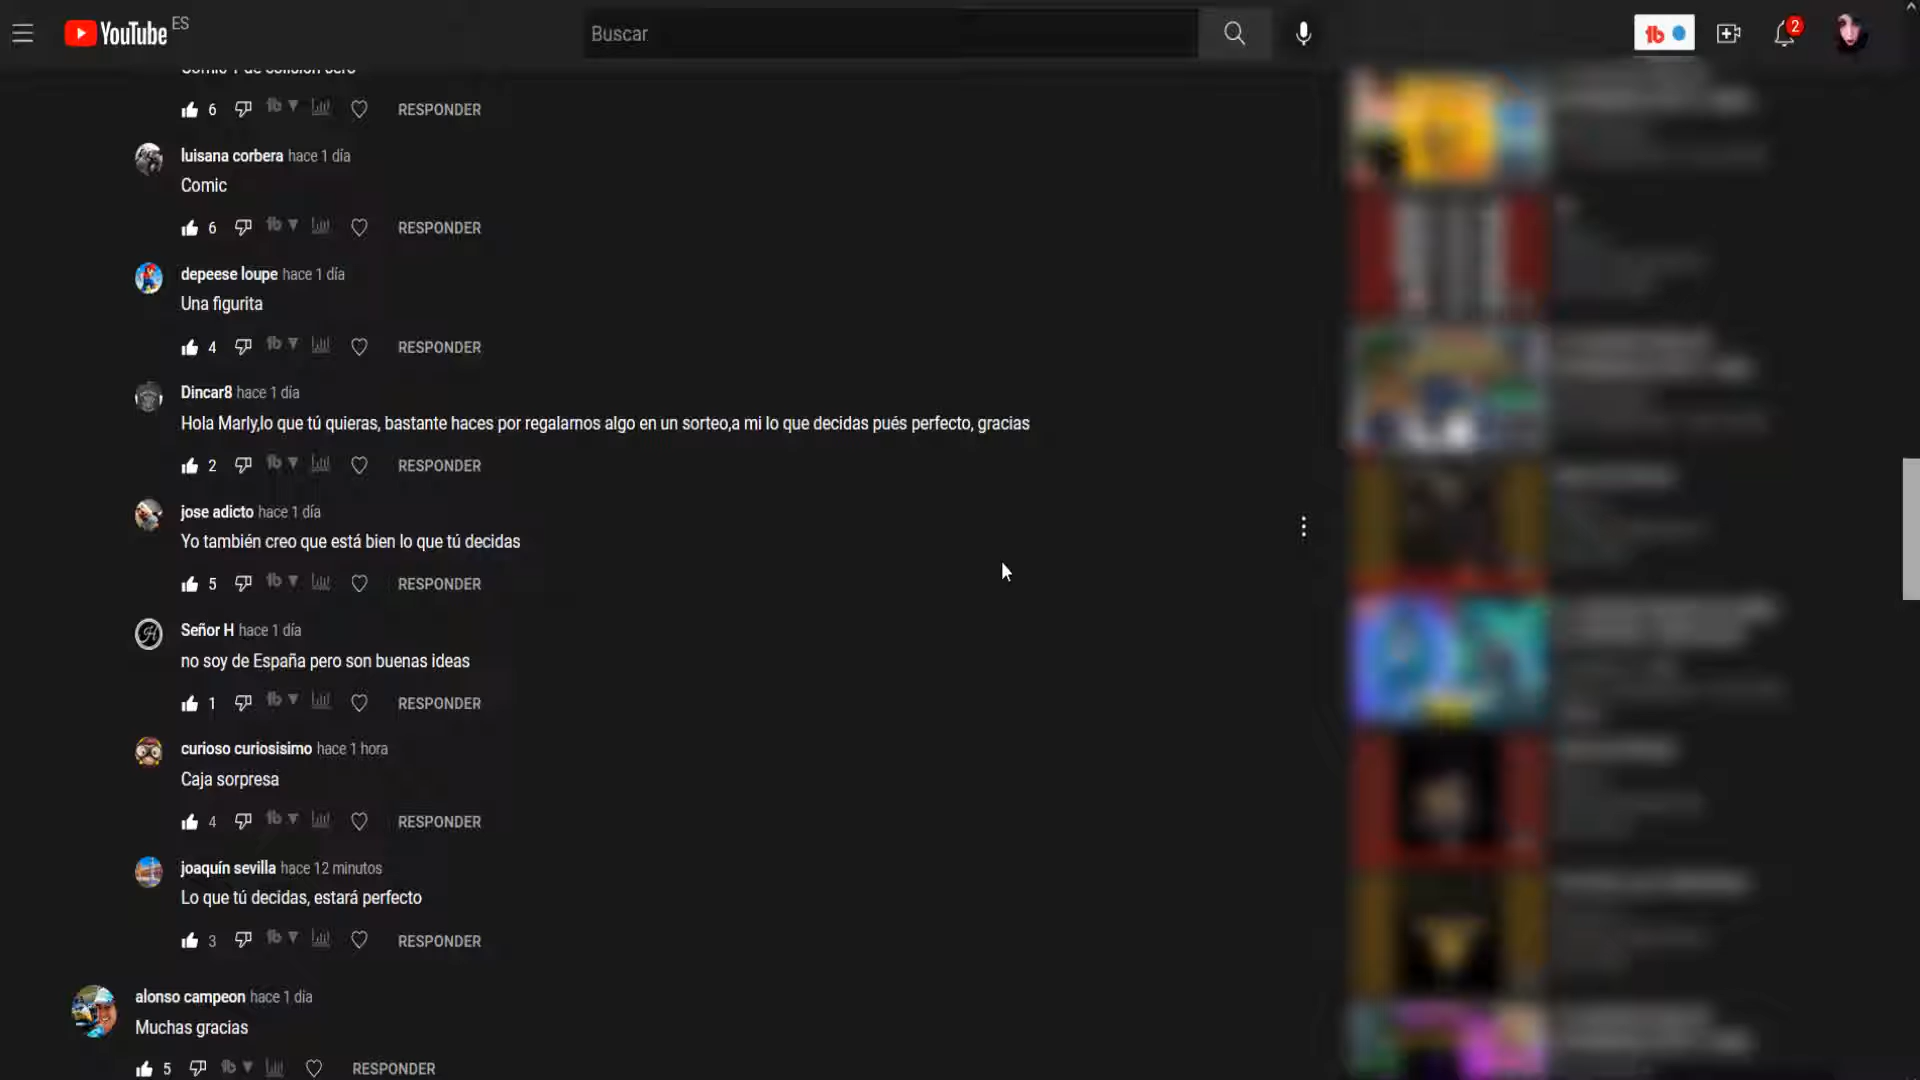 YouTube ES
Buscar
2
6 RESPONDER
luisana corbera hace 1 día
Comic
6 RESPONDER
depeese loupe hace 1 día
Una figurita
4 RESPONDER
Dincar8 hace 1 día
Hola Marly,lo que tú quieras, bastante haces por regalarnos algo en un sorteo,a mi lo que decidas pués perfecto, gracias
2 RESPONDER
jose adicto hace 1 día
Yo también creo que está bien lo que tú decidas
5 RESPONDER
Señor H hace 1 día
no soy de España pero son buenas ideas
1 RESPONDER
curioso curiosisimo hace 1 hora
Caja sorpresa
4 RESPONDER
joaquín sevilla hace 12 minutos
Lo que tú decidas, estará perfecto
3 RESPONDER
alonso campeon hace 1 día
Muchas gracias
5 RESPONDER